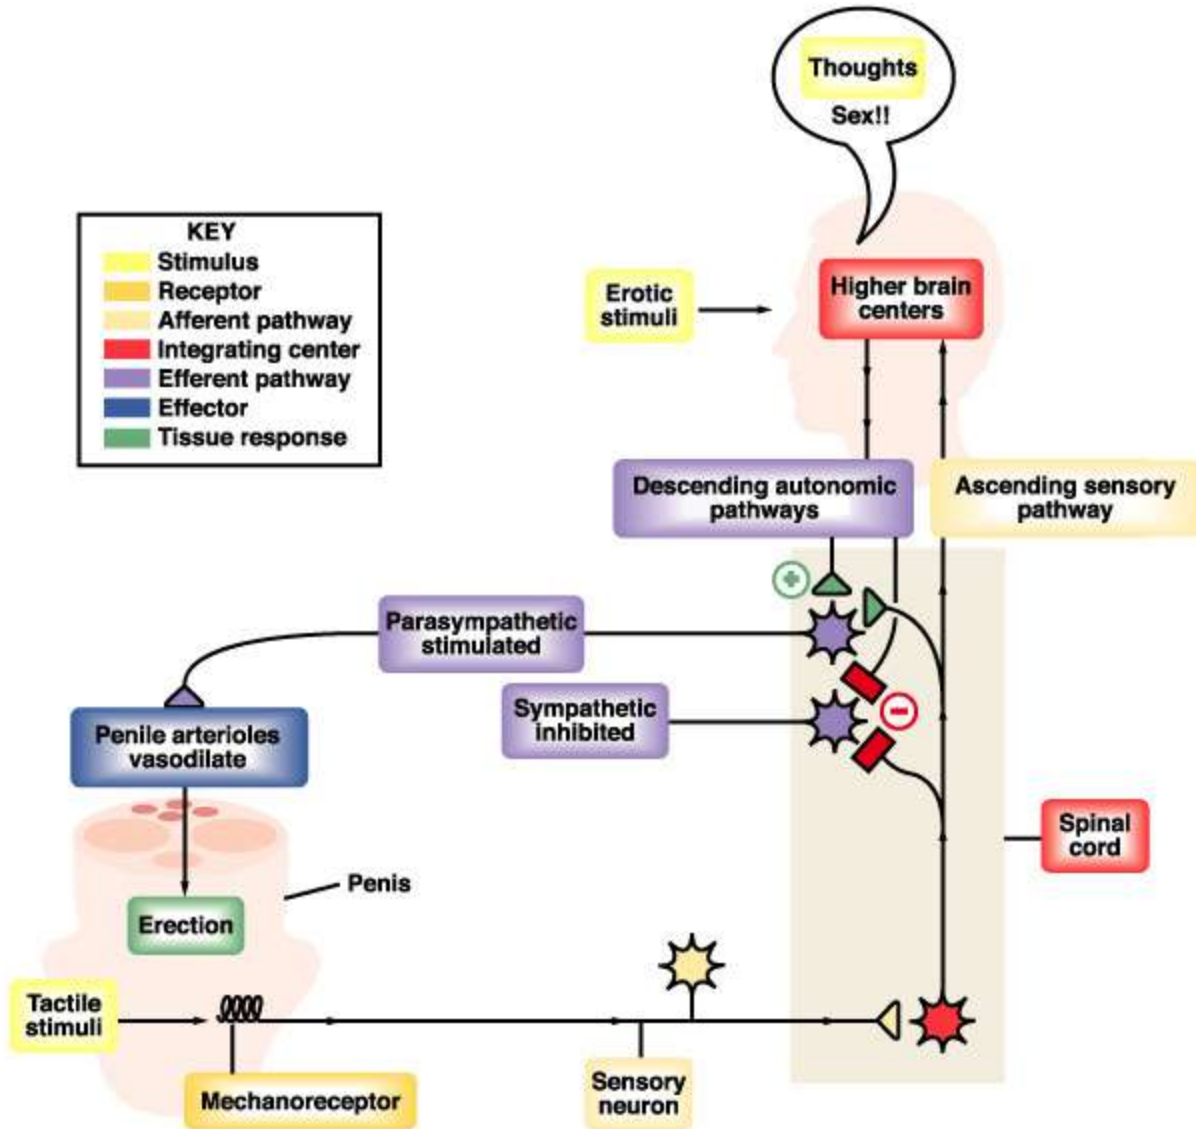 Thoughts
Sex!!
KEY
Stimulus
Receptor
Afferent pathway
Integrating center
Efferent pathway
Effector
Tissue response
Erotic
stimuli
Higher brain
centers
Descending autonomic
pathways
Ascending sensory
pathway
+
Parasympathetic
stimulated
Sympathetic
inhibited
−
Penile arterioles
vasodilate
Spinal
cord
Penis
Erection
Tactile
stimuli
Mechanoreceptor
Sensory
neuron